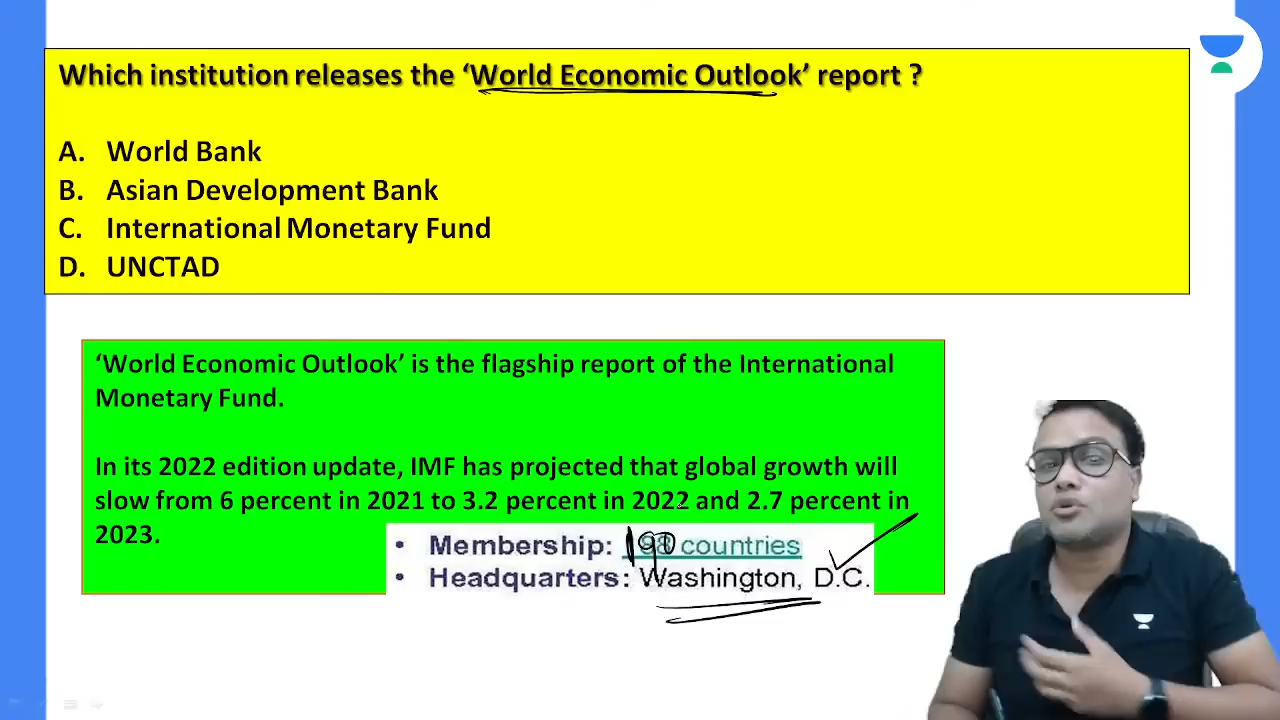 Which institution releases the ‘World Economic Outlook’ report ?
A. World Bank
B. Asian Development Bank
C. International Monetary Fund
D. UNCTAD
‘World Economic Outlook’ is the flagship report of the International
Monetary Fund.
In its 2022 edition update, IMF has projected that global growth will
slow from 6 percent in 2021 to 3.2 percent in 2022 and 2.7 percent in
2023.
• Membership: 190 countries
• Headquarters: Washington, D.C.